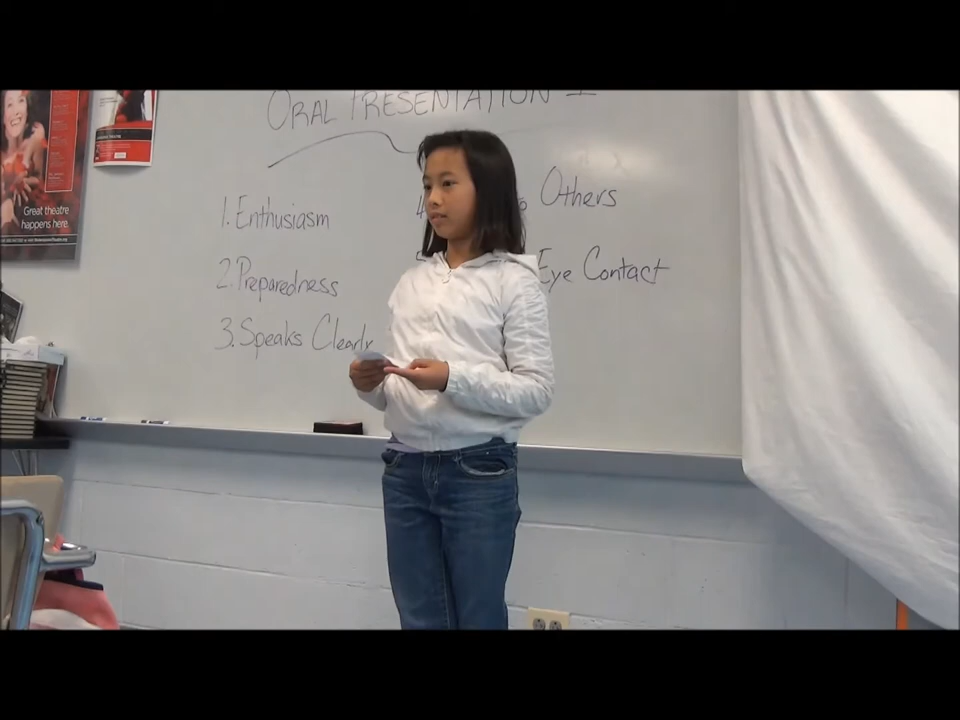 ORAL PRESENTATION I
1. Enthusiasm
2. Preparedness
3. Speaks Clearly
Others
Eye Contact
Great theatre
happens here!